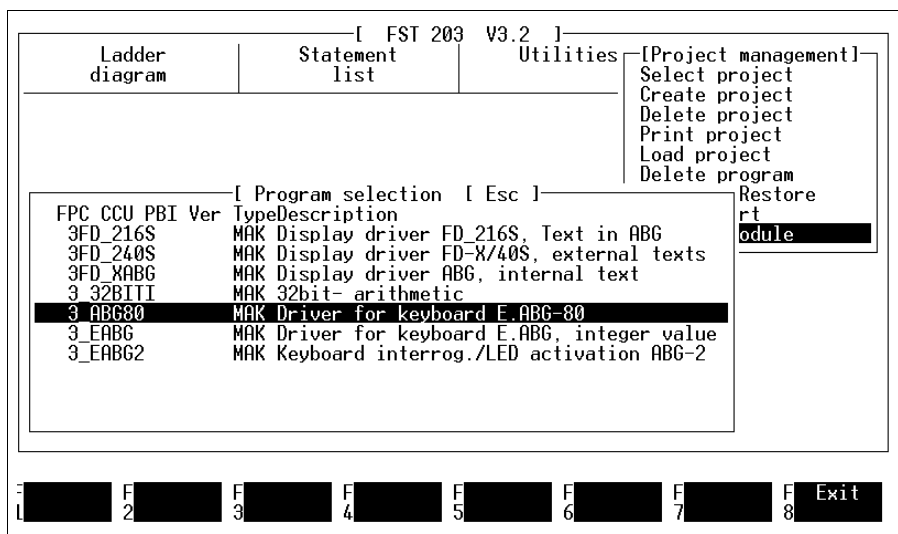 [ FST 203 V3.2 ]
Ladder diagram
Statement list
Utilities
[Project management]
Select project
Create project
Delete project
Print project
Load project
Delete program
Restore
rt
odule
[ Program selection [ Esc ]
FPC CCU PBI Ver TypeDescription
3FD_216S MAK Display driver FD_216S, Text in ABG
3FD_240S MAK Display driver FD-X/40S, external texts
3FD_XABG MAK Display driver ABG, internal text
3_32BITI MAK 32bit- arithmetic
3_ABG80 MAK Driver for keyboard E.ABG-80
3_EABG MAK Driver for keyboard E.ABG, integer value
3_EABG2 MAK Keyboard interrog./LED activation ABG-2
F 2 F 3 F 4 F 5 F 6 F 7 F 8 Exit